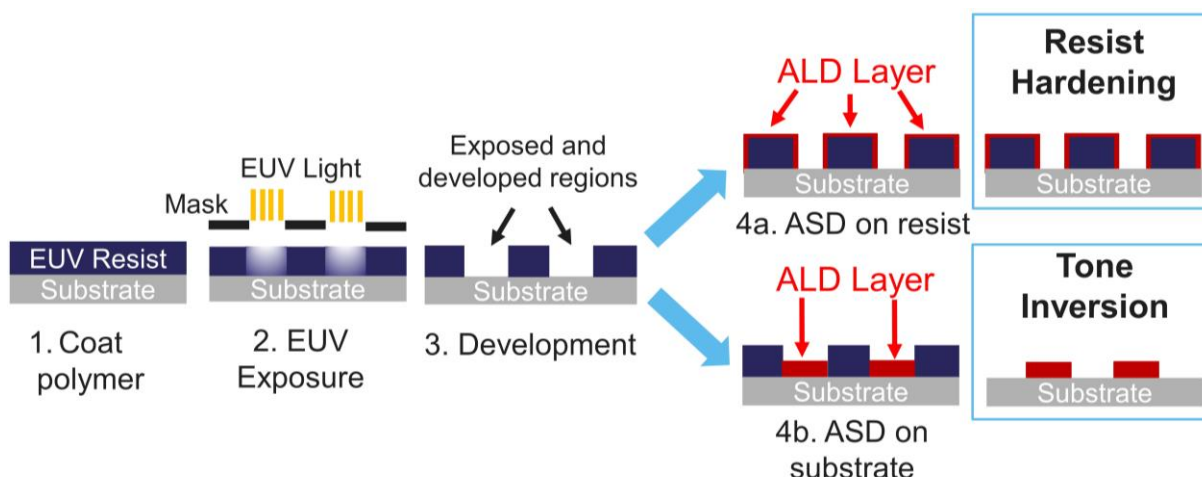 EUV Resist
Substrate
1. Coat
polymer
EUV Light
Mask
Substrate
2. EUV
Exposure
Exposed and
developed regions
Substrate
3. Development
ALD Layer
Substrate
4a. ASD on resist
Resist
Hardening
Substrate
ALD Layer
Substrate
4b. ASD on
substrate
Tone
Inversion
Substrate